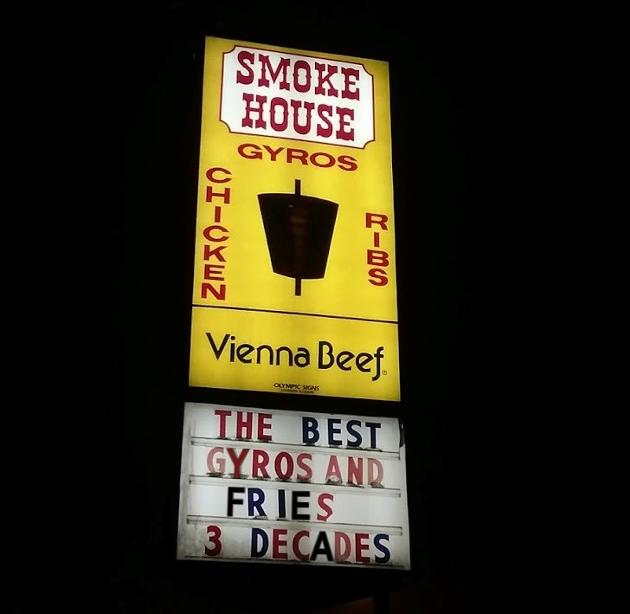 SMOKE
HOUSE
GYROS
CHICKEN
RIBS
Vienna Beef®
OLYMPIC SIGNS
THE BEST
GYROS AND
FRIES
3 DECADES